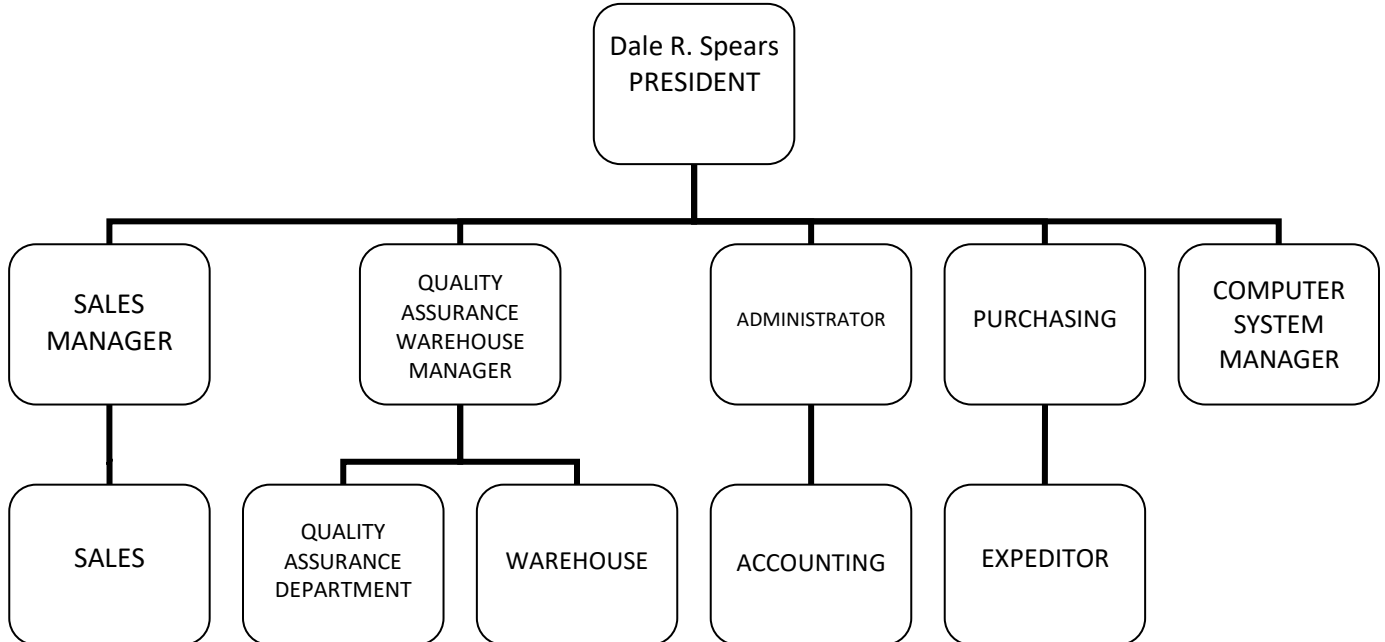 Dale R. Spears
PRESIDENT
SALES
MANAGER
QUALITY
ASSURANCE
WAREHOUSE
MANAGER
ADMINISTRATOR
PURCHASING
COMPUTER
SYSTEM
MANAGER
SALES
QUALITY
ASSURANCE
DEPARTMENT
WAREHOUSE
ACCOUNTING
EXPEDITOR